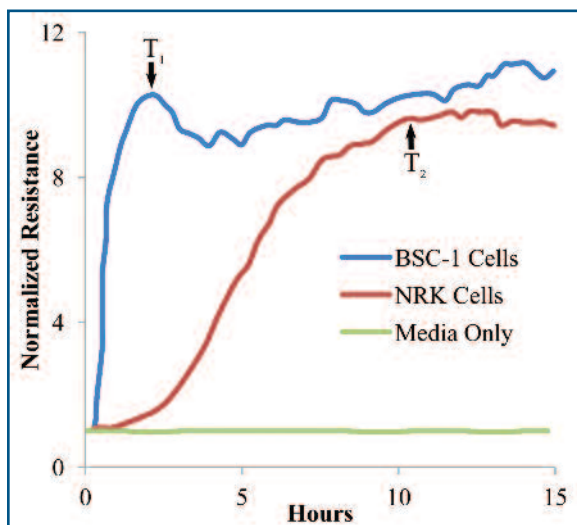 12
T1
8
T2
Normalized Resistance
BSC-1 Cells
NRK Cells
4
Media Only
0
0 5 10 15
Hours